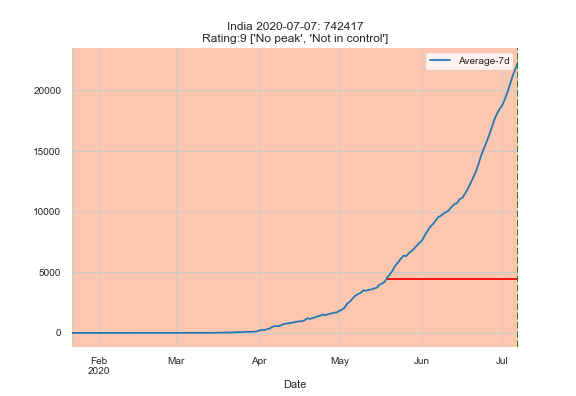 India 2020-07-07: 742417
Rating:9 ['No peak', 'Not in control']
Average-7d
20000
15000
10000
5000
0
Feb Mar Apr May Jun Jul
2020
Date